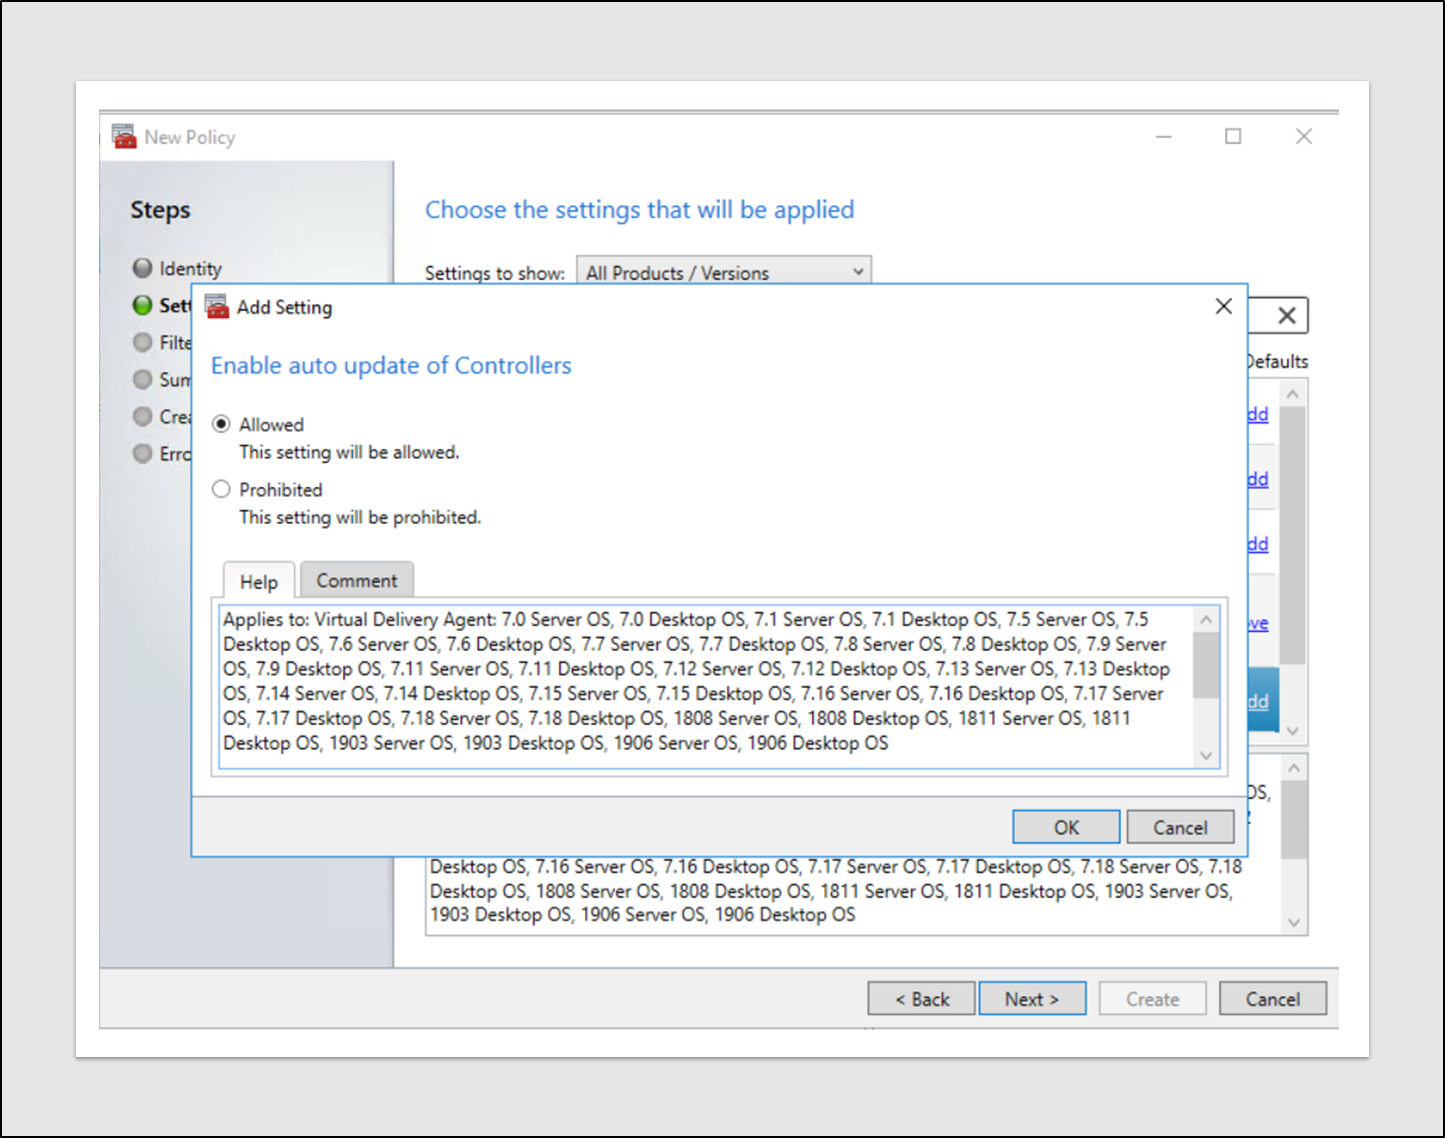 New Policy
Steps
Identity
Sett
Filte
Sum
Crea
Erro
Choose the settings that will be applied
Settings to show: All Products / Versions
Defaults
dd
dd
dd
ve
dd
Add Setting
Enable auto update of Controllers
Allowed
This setting will be allowed.
Prohibited
This setting will be prohibited.
Help Comment
Applies to: Virtual Delivery Agent: 7.0 Server OS, 7.0 Desktop OS, 7.1 Server OS, 7.1 Desktop OS, 7.5 Server OS, 7.5
Desktop OS, 7.6 Server OS, 7.6 Desktop OS, 7.7 Server OS, 7.7 Desktop OS, 7.8 Server OS, 7.8 Desktop OS, 7.9 Server
OS, 7.9 Desktop OS, 7.11 Server OS, 7.11 Desktop OS, 7.12 Server OS, 7.12 Desktop OS, 7.13 Server OS, 7.13 Desktop
OS, 7.14 Server OS, 7.14 Desktop OS, 7.15 Server OS, 7.15 Desktop OS, 7.16 Server OS, 7.16 Desktop OS, 7.17 Server
OS, 7.17 Desktop OS, 7.18 Server OS, 7.18 Desktop OS, 1808 Server OS, 1808 Desktop OS, 1811 Server OS, 1811
Desktop OS, 1903 Server OS, 1903 Desktop OS, 1906 Server OS, 1906 Desktop OS
OK Cancel
OS,
2
Desktop OS, 7.16 Server OS, 7.16 Desktop OS, 7.17 Server OS, 7.17 Desktop OS, 7.18 Server OS, 7.18
Desktop OS, 1808 Server OS, 1808 Desktop OS, 1811 Server OS, 1811 Desktop OS, 1903 Server OS,
1903 Desktop OS, 1906 Server OS, 1906 Desktop OS
< Back Next > Create Cancel